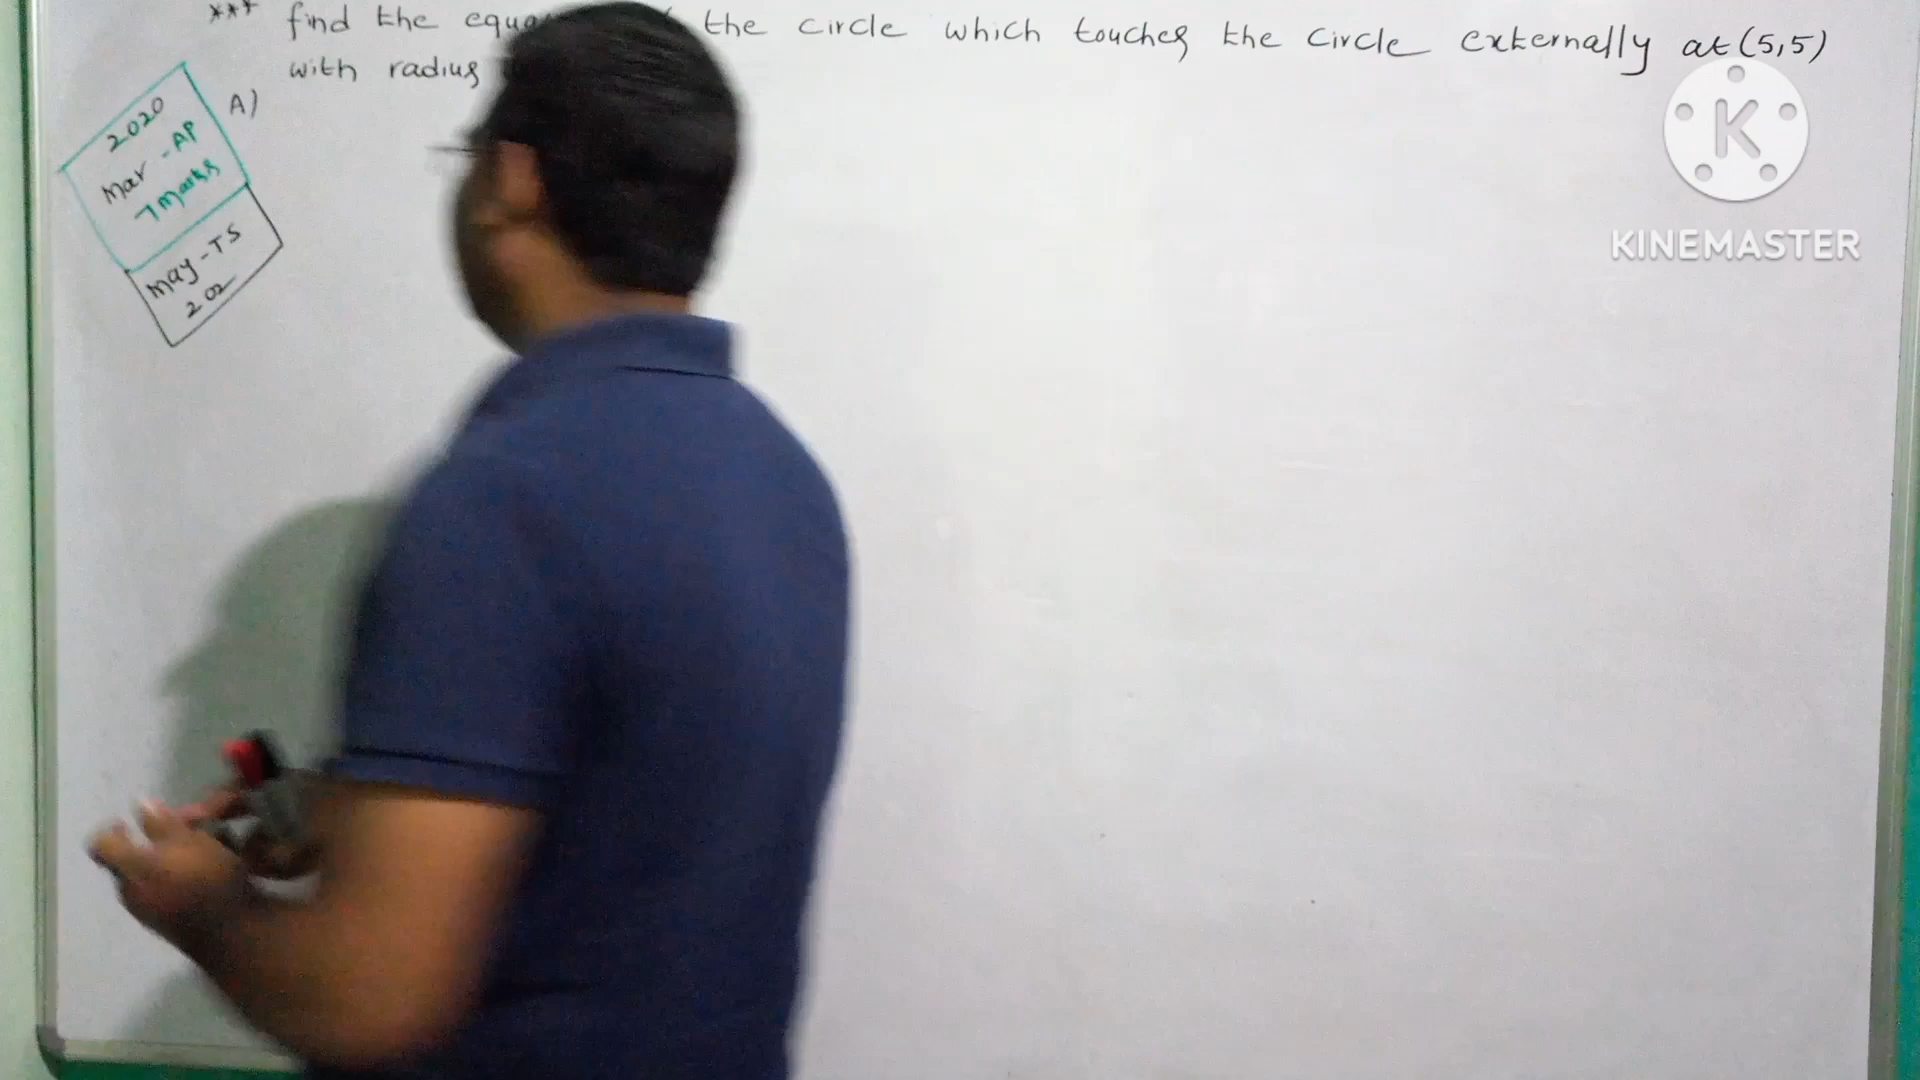 *** find the the circle which touches the circle externally at (5,5)
with radius
A)
2020
Mar - AP
7 Marks
May - TS
202
KINEMASTER